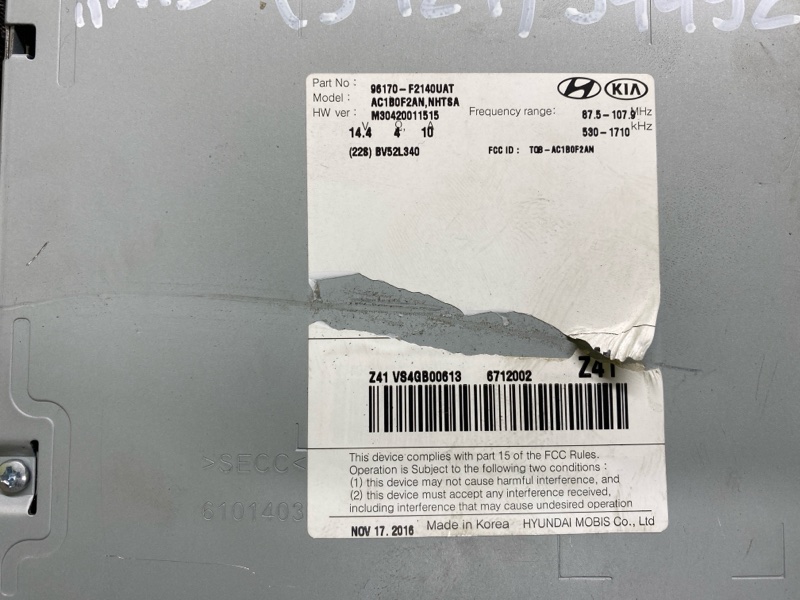 Part No : 96170-F2140UAT
Model : AC1B0F2AN,NHTSA
HW ver : M30420011515
HYUNDAI KIA
Frequency range: 87.5-107.9 MHz
530-1710 kHz
V Ω A
14.4 4 10
(22S) BV52L340 FCC ID : TQ8-AC1B0F2AN
Z41
Z41 VS4GB00613 6712002
This device complies with part 15 of the FCC Rules.
Operation is Subject to the following two conditions :
(1) this device may not cause harmful interference, and
(2) this device must accept any interference received,
including interference that may cause undesired operation
NOV 17. 2016 Made in Korea HYUNDAI MOBIS Co., Ltd
>SECC<
6101403